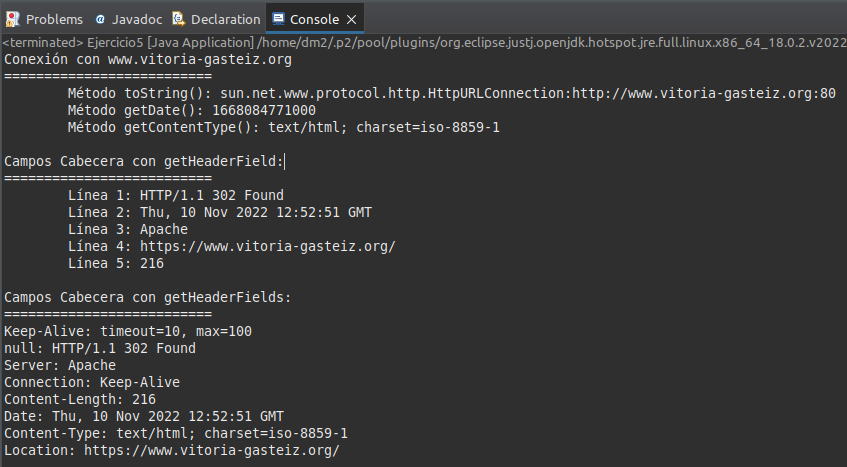 Problems Javadoc Declaration Console
<terminated> Ejercicio5 [Java Application] /home/dm2/.p2/pool/plugins/org.eclipse.justj.openjdk.hotspot.jre.full.linux.x86_64_18.0.2.v2022
Conexión con www.vitoria-gasteiz.org
==========================
Método toString(): sun.net.www.protocol.http.HttpURLConnection:http://www.vitoria-gasteiz.org:80
Método getDate(): 1668084771000
Método getContentType(): text/html; charset=iso-8859-1
Campos Cabecera con getHeaderField:
==========================
Línea 1: HTTP/1.1 302 Found
Línea 2: Thu, 10 Nov 2022 12:52:51 GMT
Línea 3: Apache
Línea 4: https://www.vitoria-gasteiz.org/
Línea 5: 216
Campos Cabecera con getHeaderFields:
==========================
Keep-Alive: timeout=10, max=100
null: HTTP/1.1 302 Found
Server: Apache
Connection: Keep-Alive
Content-Length: 216
Date: Thu, 10 Nov 2022 12:52:51 GMT
Content-Type: text/html; charset=iso-8859-1
Location: https://www.vitoria-gasteiz.org/